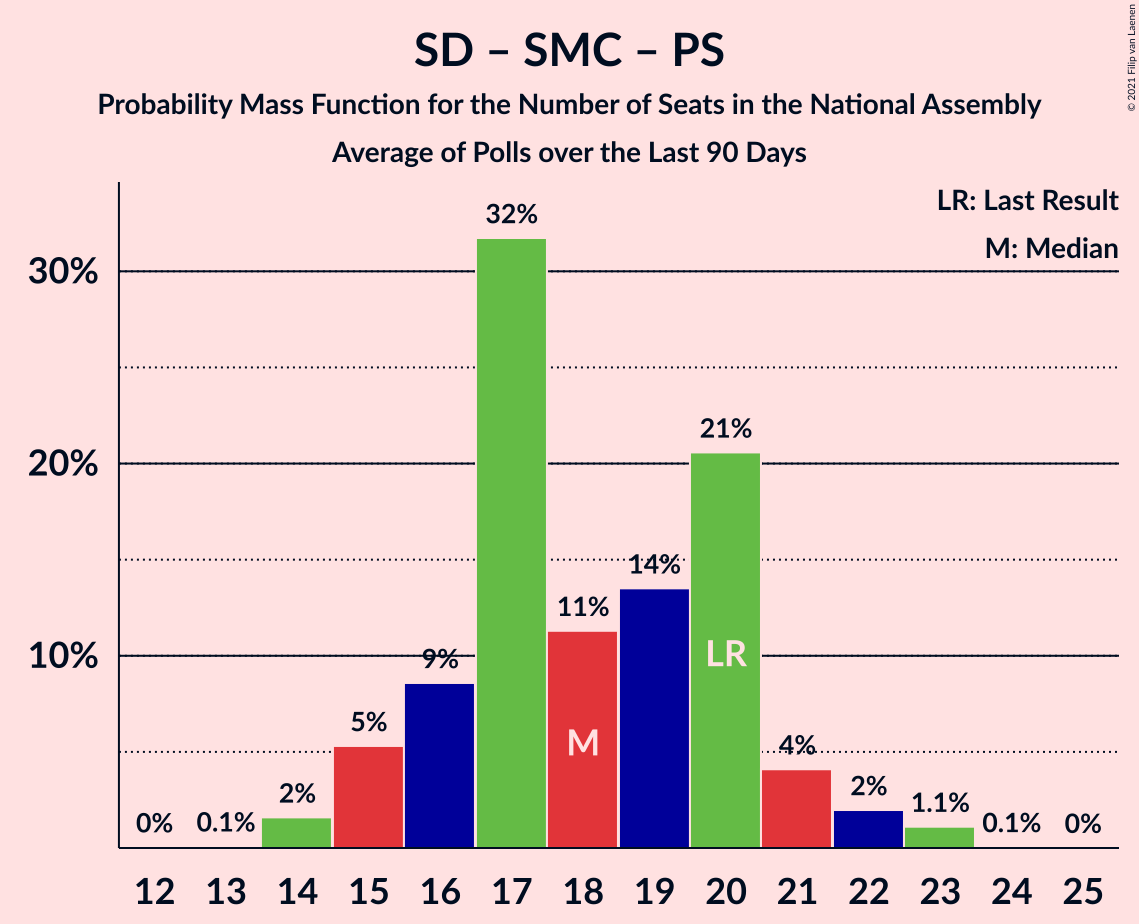 SD – SMC – PS
Probability Mass Function for the Number of Seats in the National Assembly
Average of Polls over the Last 90 Days
© 2021 Filip van Laenen
LR: Last Result
M: Median
32%
30%
21%
20%
14%
11%
10%
9%
LR
5%
M
4%
2%
2%
1.1%
0%
0.1%
0.1%
0%
12 13 14 15 16 17 18 19 20 21 22 23 24 25